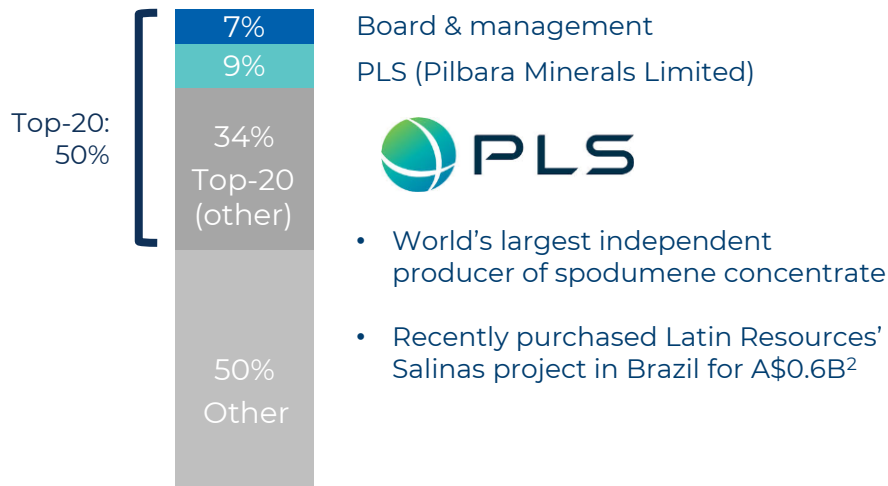 7%
Board & management
9%
PLS (Pilbara Minerals Limited)
Top-20:
50%
34%
Top-20
(other)
PLS
• World’s largest independent
producer of spodumene concentrate
• Recently purchased Latin Resources’
Salinas project in Brazil for A$0.6B²
50%
Other